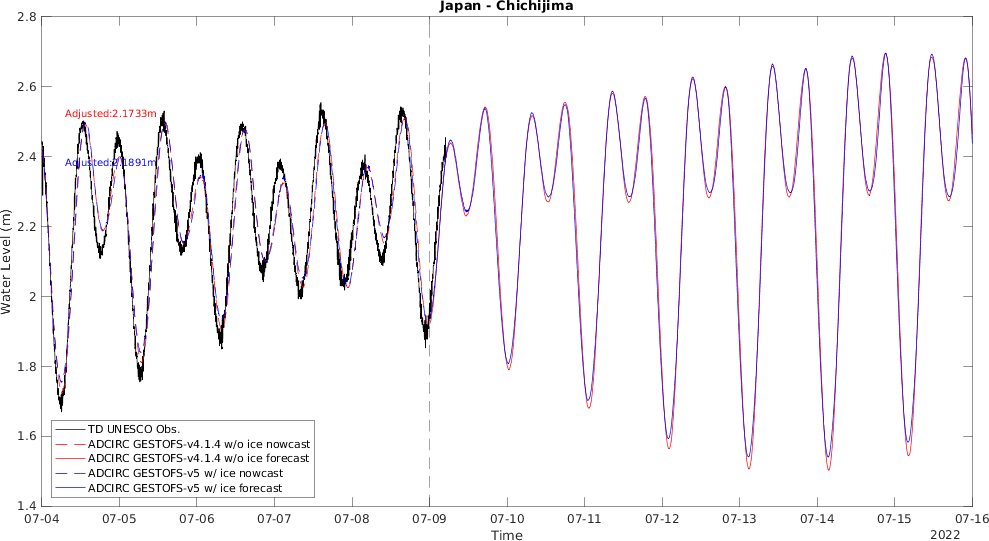 Japan - Chichijima
2.8
2.6
2.4
2.2
2
1.8
1.6
1.4
Water Level (m)
Adjusted:2.1733m
Adjusted:2.1891m
TD UNESCO Obs.
ADCIRC GESTOFS-v4.1.4 w/o ice nowcast
ADCIRC GESTOFS-v4.1.4 w/o ice forecast
ADCIRC GESTOFS-v5 w/ ice nowcast
ADCIRC GESTOFS-v5 w/ ice forecast
07-04 07-05 07-06 07-07 07-08 07-09 07-10 07-11 07-12 07-13 07-14 07-15 07-16
Time
2022